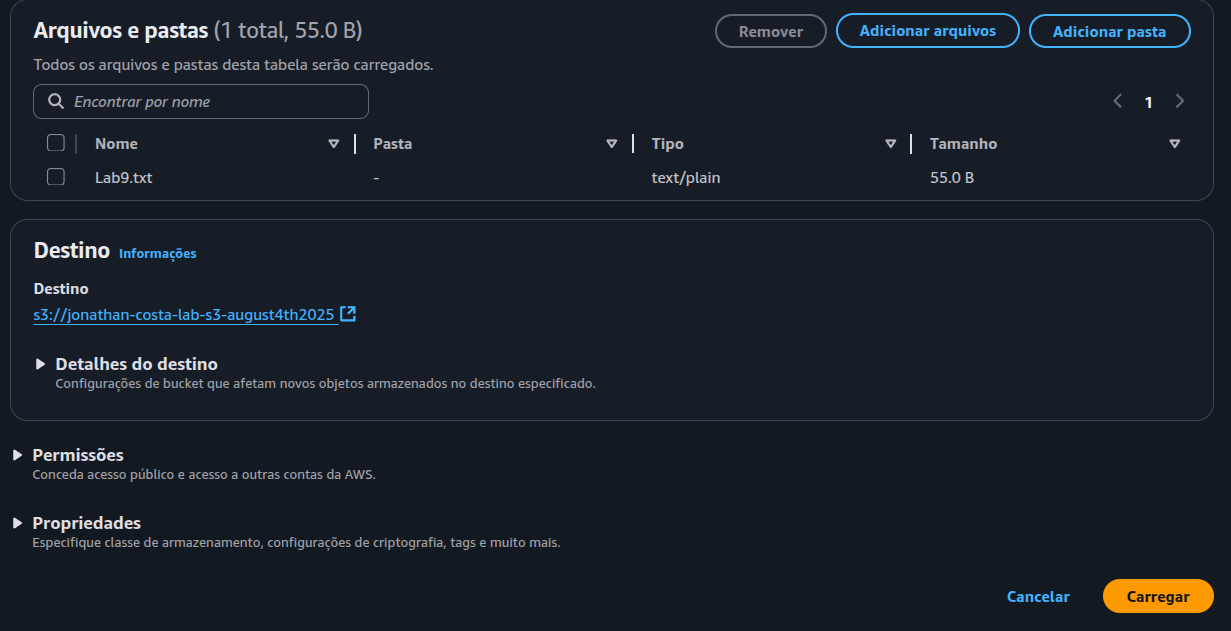 Arquivos e pastas (1 total, 55.0 B)
Remover
Adicionar arquivos
Adicionar pasta
Todos os arquivos e pastas desta tabela serão carregados.
Encontrar por nome
1
Nome Pasta Tipo Tamanho
Lab9.txt - text/plain 55.0 B
Destino Informações
Destino
s3://jonathan-costa-lab-s3-august4th2025
Detalhes do destino
Configurações de bucket que afetam novos objetos armazenados no destino especificado.
Permissões
Conceda acesso público e acesso a outras contas da AWS.
Propriedades
Especifique classe de armazenamento, configurações de criptografia, tags e muito mais.
Cancelar
Carregar